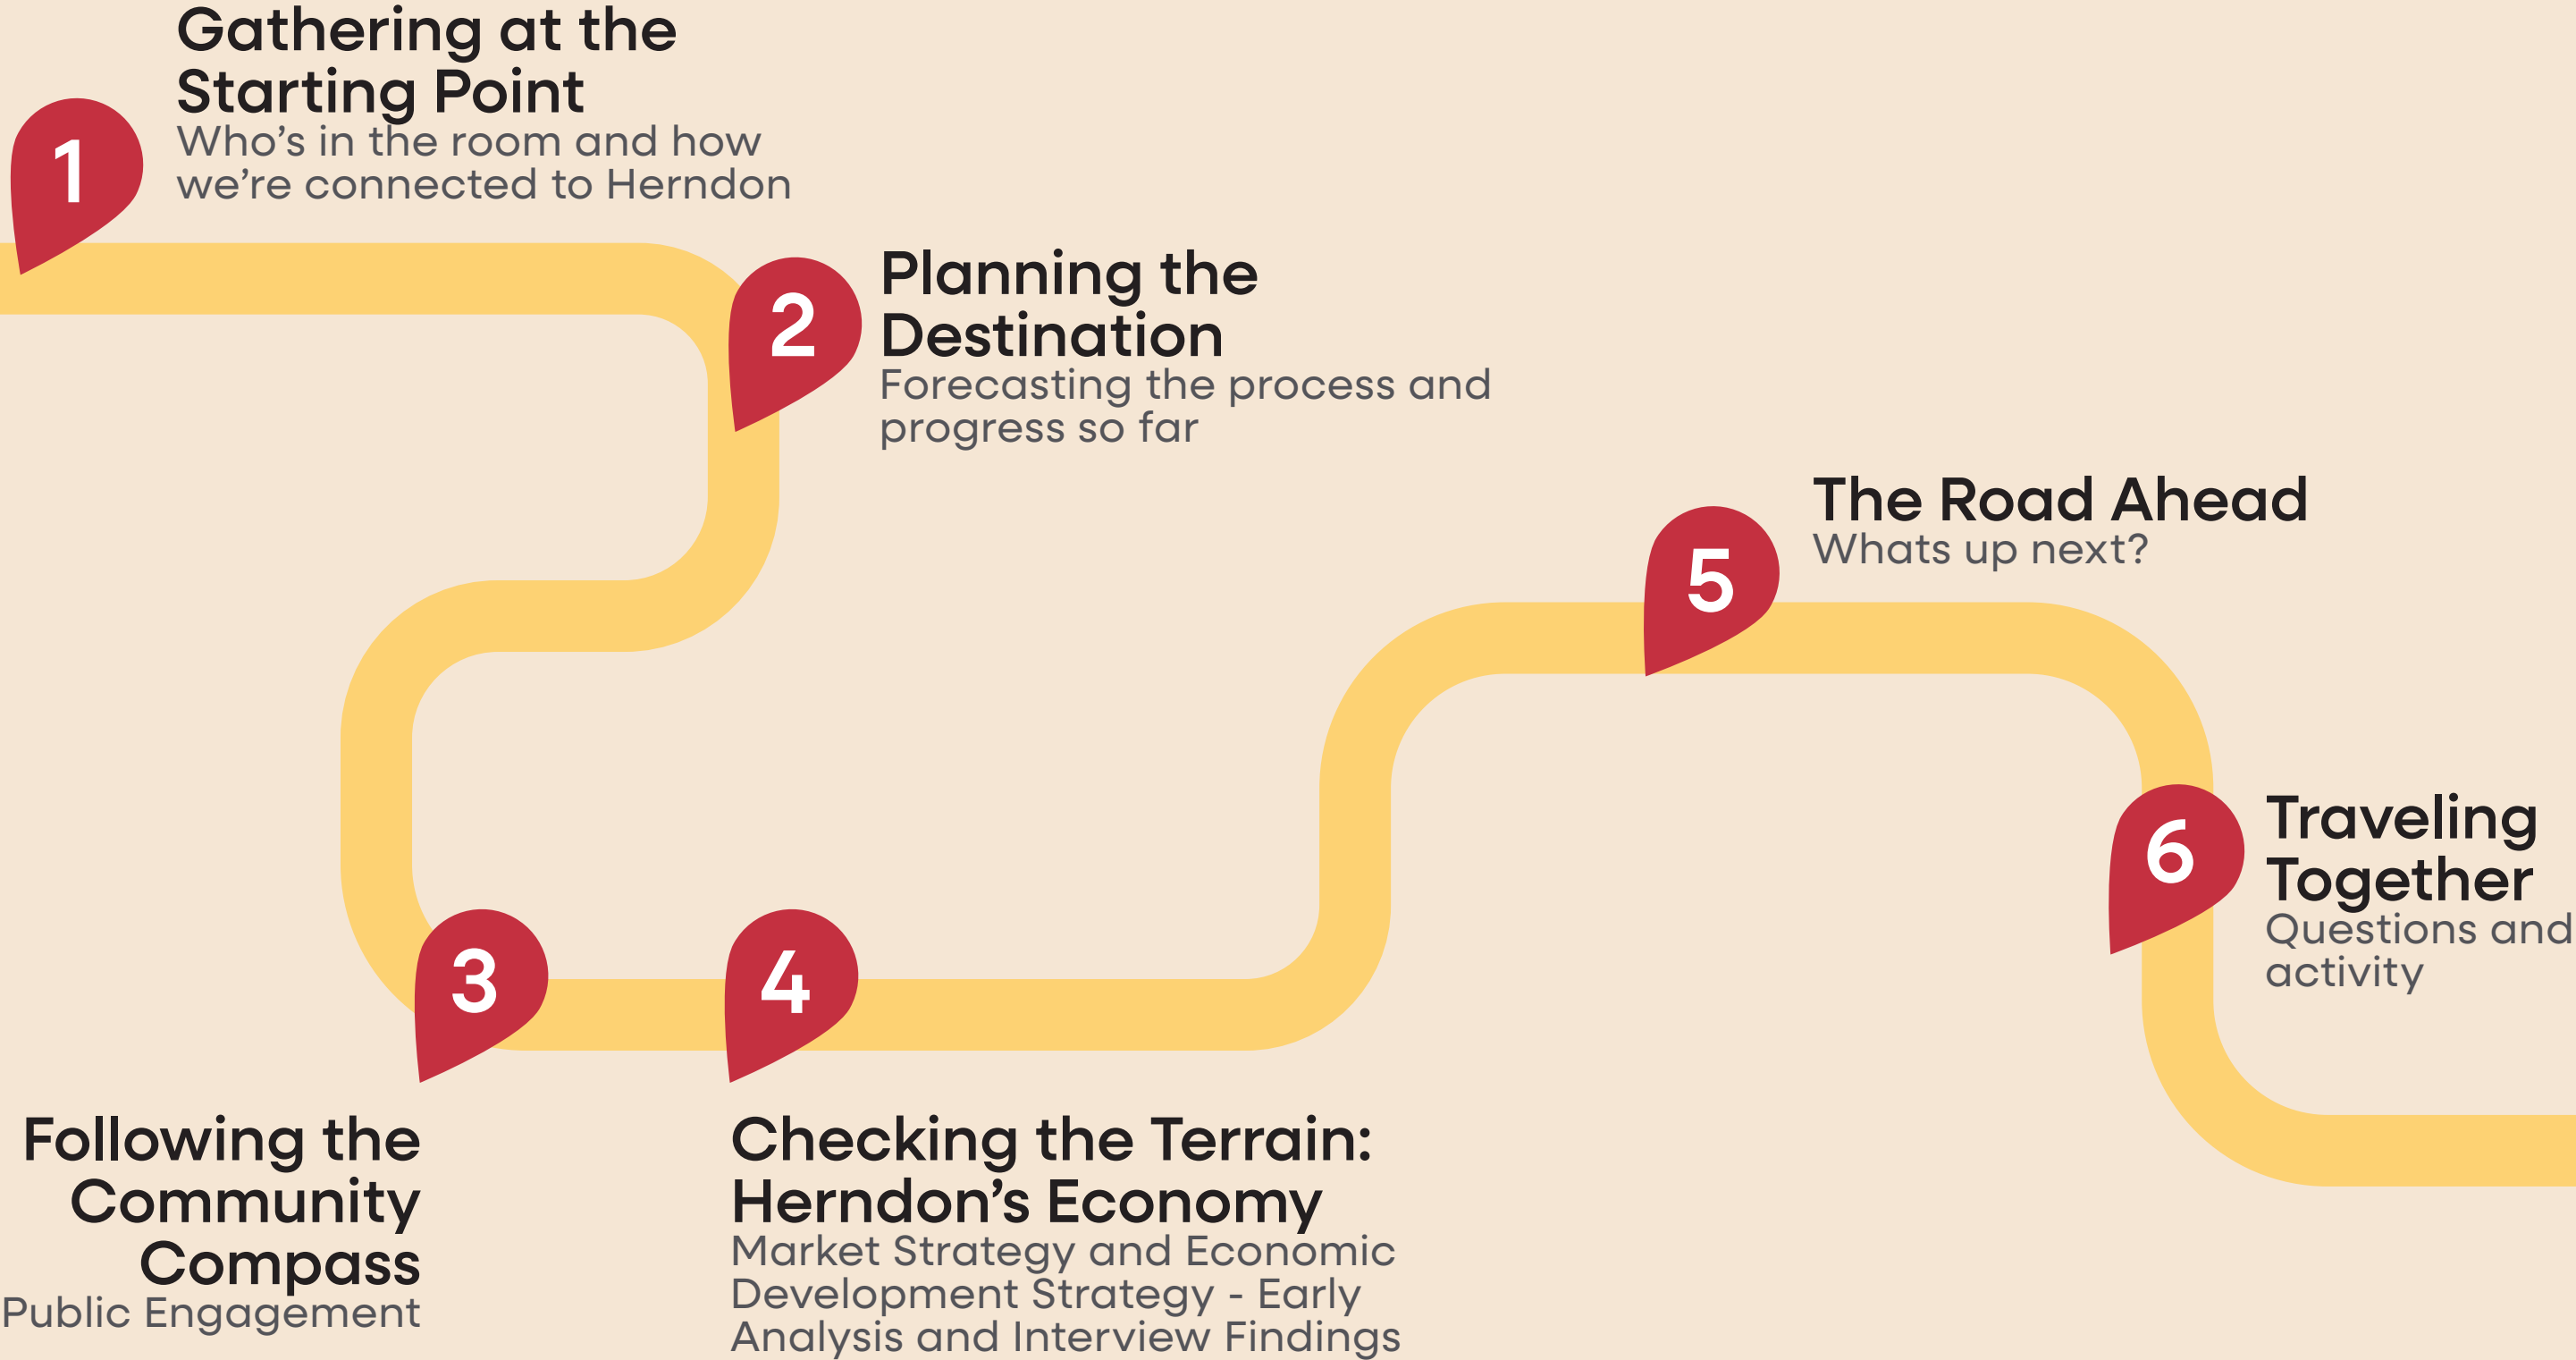 1
Gathering at the
Starting Point
Who’s in the room and how
we’re connected to Herndon
2
Planning the
Destination
Forecasting the process and
progress so far
3
Following the
Community
Compass
Public Engagement
4
Checking the Terrain:
Herndon’s Economy
Market Strategy and Economic
Development Strategy - Early
Analysis and Interview Findings
5
The Road Ahead
Whats up next?
6
Traveling
Together
Questions and
activity